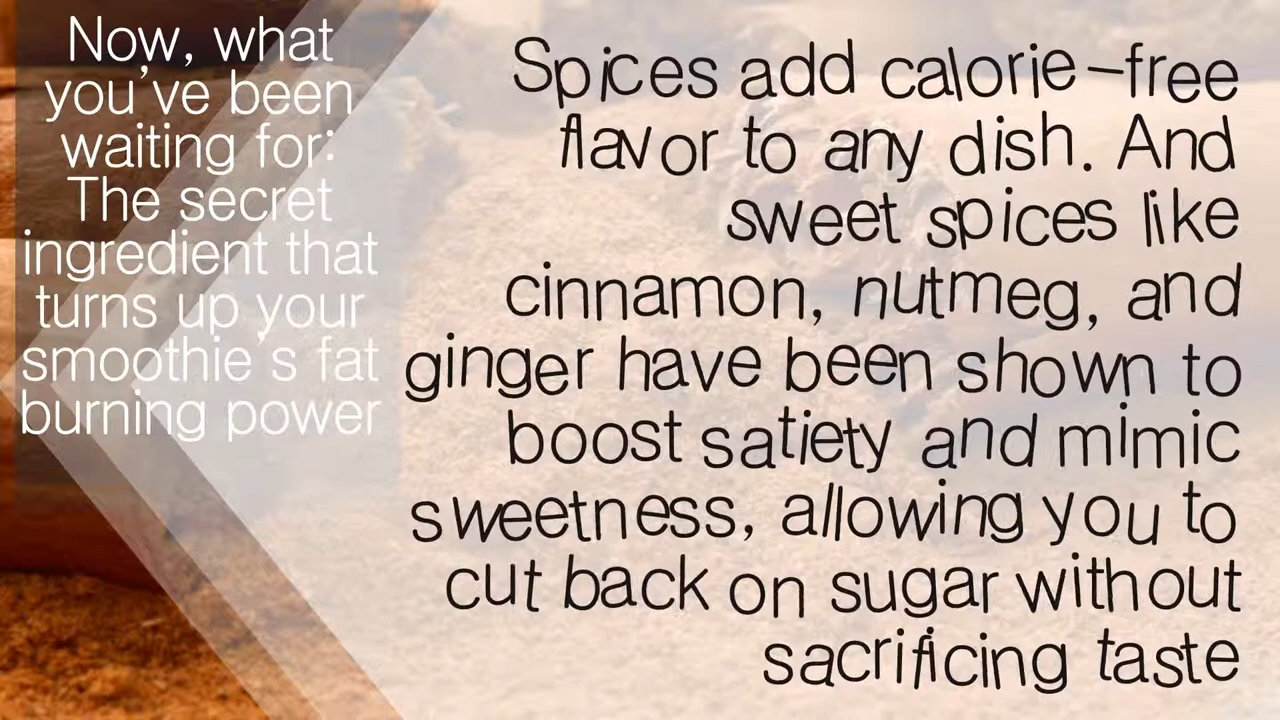 Now, what
you've been
waiting for:
The secret
ingredient that
turns up your
smoothie's fat
burning power
Spices add calorie-free
flavor to any dish. And
sweet spices like
cinnamon, nutmeg, and
ginger have been shown to
boost satiety and mimic
sweetness, allowing you to
cut back on sugar without
sacrificing taste